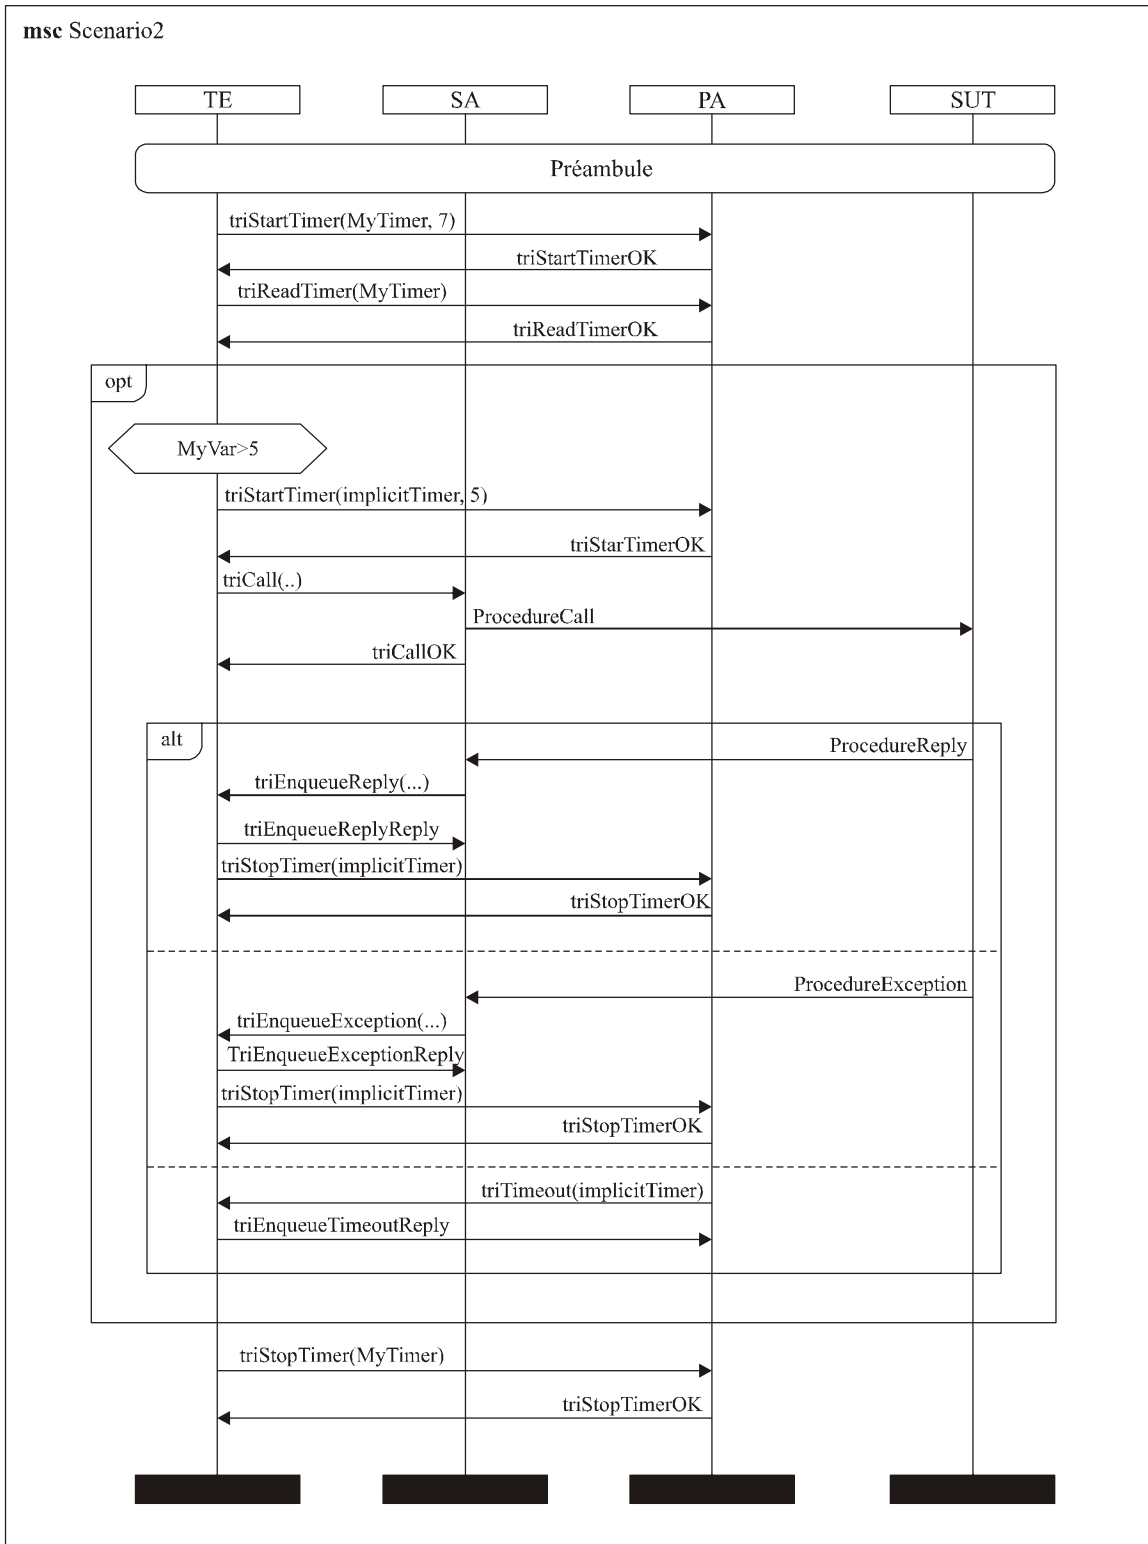 msc Scenario2
TE SA PA SUT
Préambule
triStartTimer(MyTimer, 7)
triStartTimerOK
triReadTimer(MyTimer)
triReadTimerOK
opt
MyVar>5
triStartTimer(implicitTimer, 5)
triStarTimerOK
triCall(..)
ProcedureCall
triCallOK
alt
ProcedureReply
triEnqueueReply(...)
triEnqueueReplyReply
triStopTimer(implicitTimer)
triStopTimerOK
ProcedureException
triEnqueueException(...)
TriEnqueueExceptionReply
triStopTimer(implicitTimer)
triStopTimerOK
triTimeout(implicitTimer)
triEnqueueTimeoutReply
triStopTimer(MyTimer)
triStopTimerOK